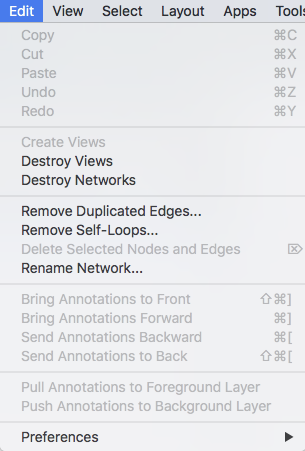 Edit View Select Layout Apps Tools
Copy ⌘C
Cut ⌘X
Paste ⌘V
Undo ⌘Z
Redo ⌘Y
Create Views
Destroy Views
Destroy Networks
Remove Duplicated Edges...
Remove Self-Loops...
Delete Selected Nodes and Edges ⌦
Rename Network...
Bring Annotations to Front ⇧⌘]
Bring Annotations Forward ⌘]
Send Annotations Backward ⌘[
Send Annotations to Back ⇧⌘[
Pull Annotations to Foreground Layer
Push Annotations to Background Layer
Preferences ▶